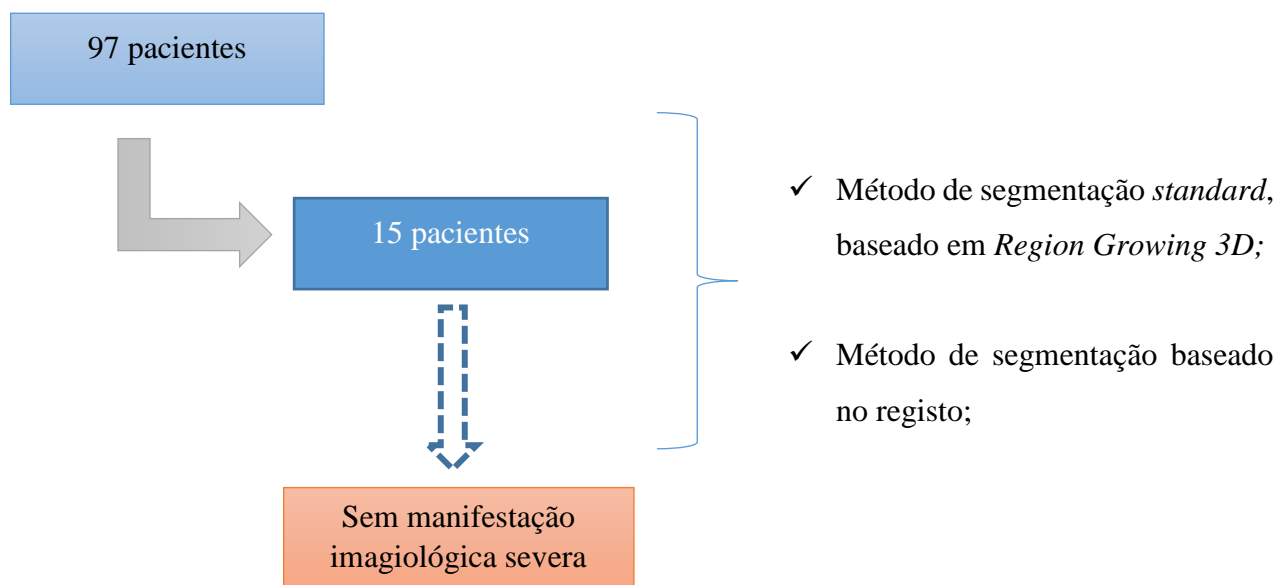 97 pacientes
15 pacientes
Sem manifestação
imagiológica severa
✓ Método de segmentação standard,
baseado em Region Growing 3D;
✓ Método de segmentação baseado
no registo;